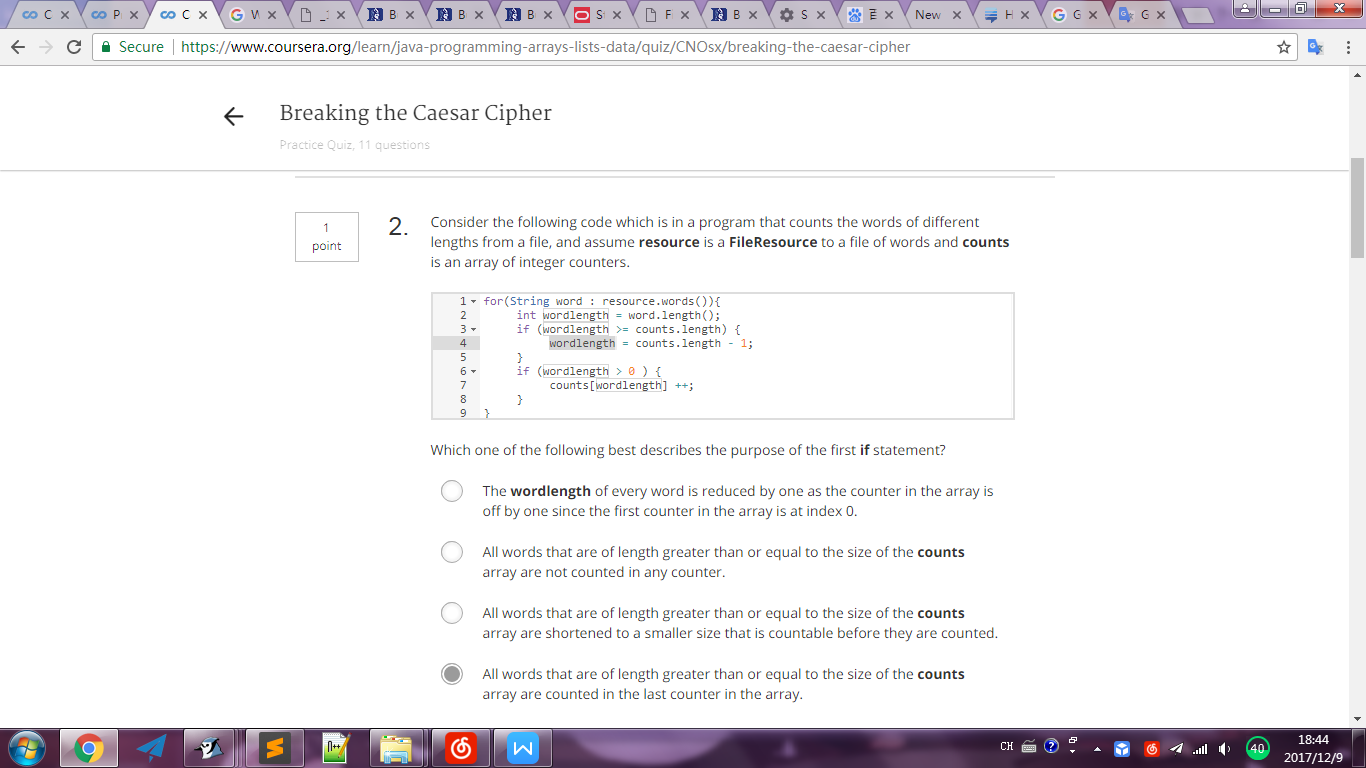 C
P
C
G
W
B
B
B
S
F
B
S
New
H
G
G
Secure | https://www.coursera.org/learn/java-programming-arrays-lists-data/quiz/CNOsx/breaking-the-caesar-cipher
Breaking the Caesar Cipher
Practice Quiz, 11 questions
1
point
2.
Consider the following code which is in a program that counts the words of different
lengths from a file, and assume resource is a FileResource to a file of words and counts
is an array of integer counters.
1 for(String word : resource.words()){
2 int wordlength = word.length();
3 if (wordlength >= counts.length) {
4 wordlength = counts.length - 1;
5 }
6 if (wordlength > 0 ) {
7 counts[wordlength] ++;
8 }
9 }
Which one of the following best describes the purpose of the first if statement?
The wordlength of every word is reduced by one as the counter in the array is
off by one since the first counter in the array is at index 0.
All words that are of length greater than or equal to the size of the counts
array are not counted in any counter.
All words that are of length greater than or equal to the size of the counts
array are shortened to a smaller size that is countable before they are counted.
All words that are of length greater than or equal to the size of the counts
array are counted in the last counter in the array.
CH
40
18:44
2017/12/9